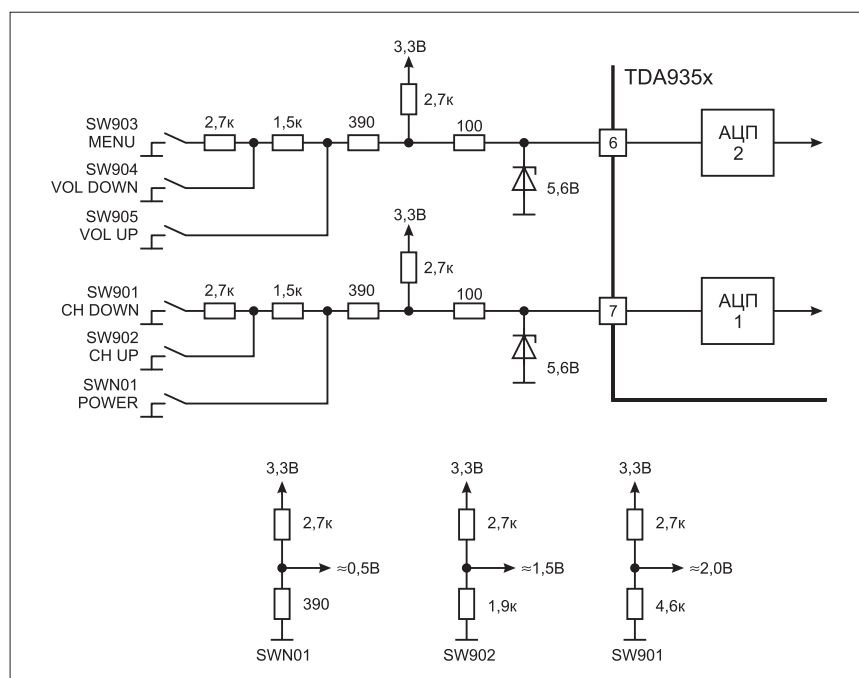 3,3В
TDA935x
SW903
MENU
2,7к
1,5к
390
2,7к
100
6
АЦП
2
SW904
VOL DOWN
5,6В
SW905
VOL UP
3,3В
2,7к
SW901
CH DOWN
2,7к
1,5к
390
100
7
АЦП
1
SW902
CH UP
5,6В
SWN01
POWER
3,3В
3,3В
3,3В
2,7к
2,7к
2,7к
≈0,5В
≈1,5В
≈2,0В
390
1,9к
4,6к
SWN01
SW902
SW901